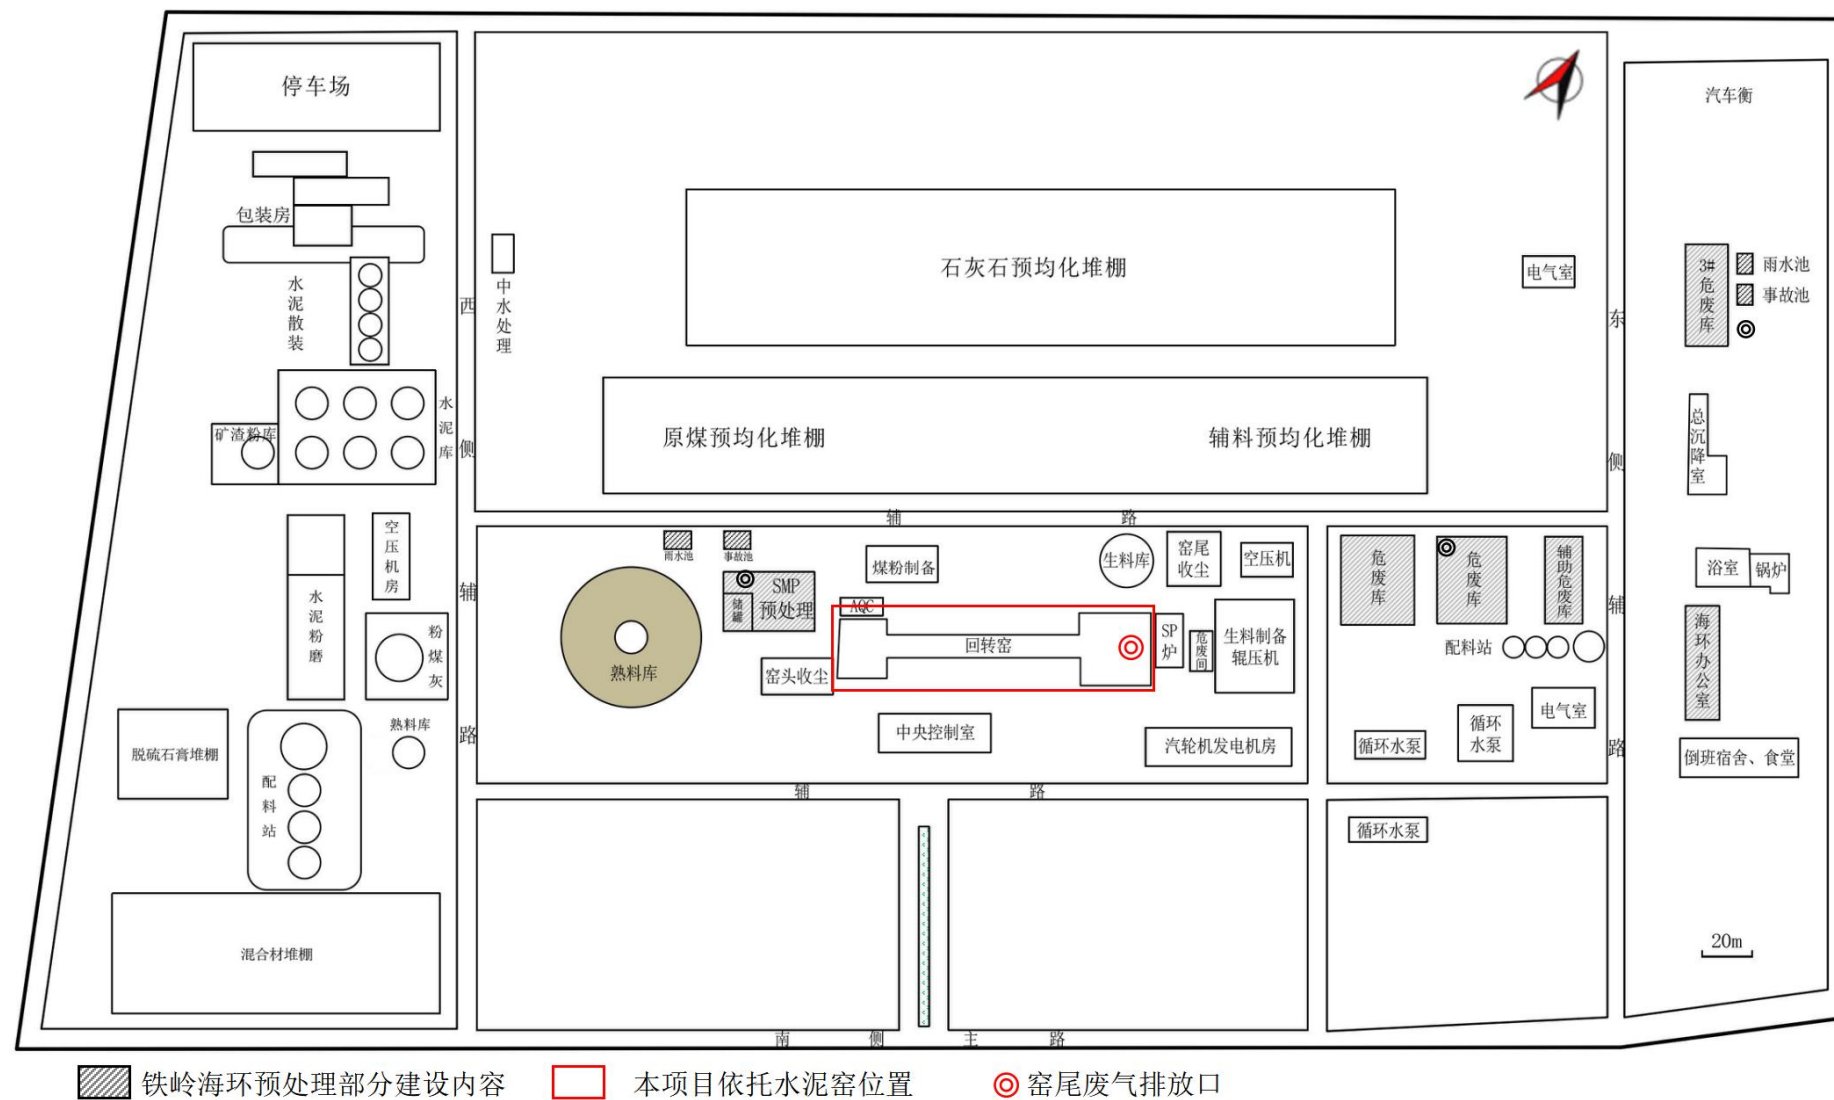 停车场
包装房
水泥散装
矿渣粉库
水泥库
空压机房
水泥粉磨
粉煤灰
熟料库
脱硫石膏堆棚
配料站
混合材堆棚
西侧辅路
中水处理
石灰石预均化堆棚
电气室
原煤预均化堆棚
辅料预均化堆棚
辅路
雨水池
事故池
SMP
预处理
储罐
煤粉制备
AQC
熟料库
窑头收尘
回转窑
生料库
窑尾
收尘
空压机
SP
炉
危废间
生料制备
辊压机
中央控制室
汽轮机发电机房
危废库
危废库
辅助危废库
配料站
循环水泵
循环
水泵
电气室
辅路
循环水泵
南侧主路
东侧辅路
汽车衡
3#
危废库
雨水池
事故池
总沉降室
浴室
锅炉
海环办公室
倒班宿舍、食堂
20m
铁岭海环预处理部分建设内容
本项目依托水泥窑位置
窑尾废气排放口